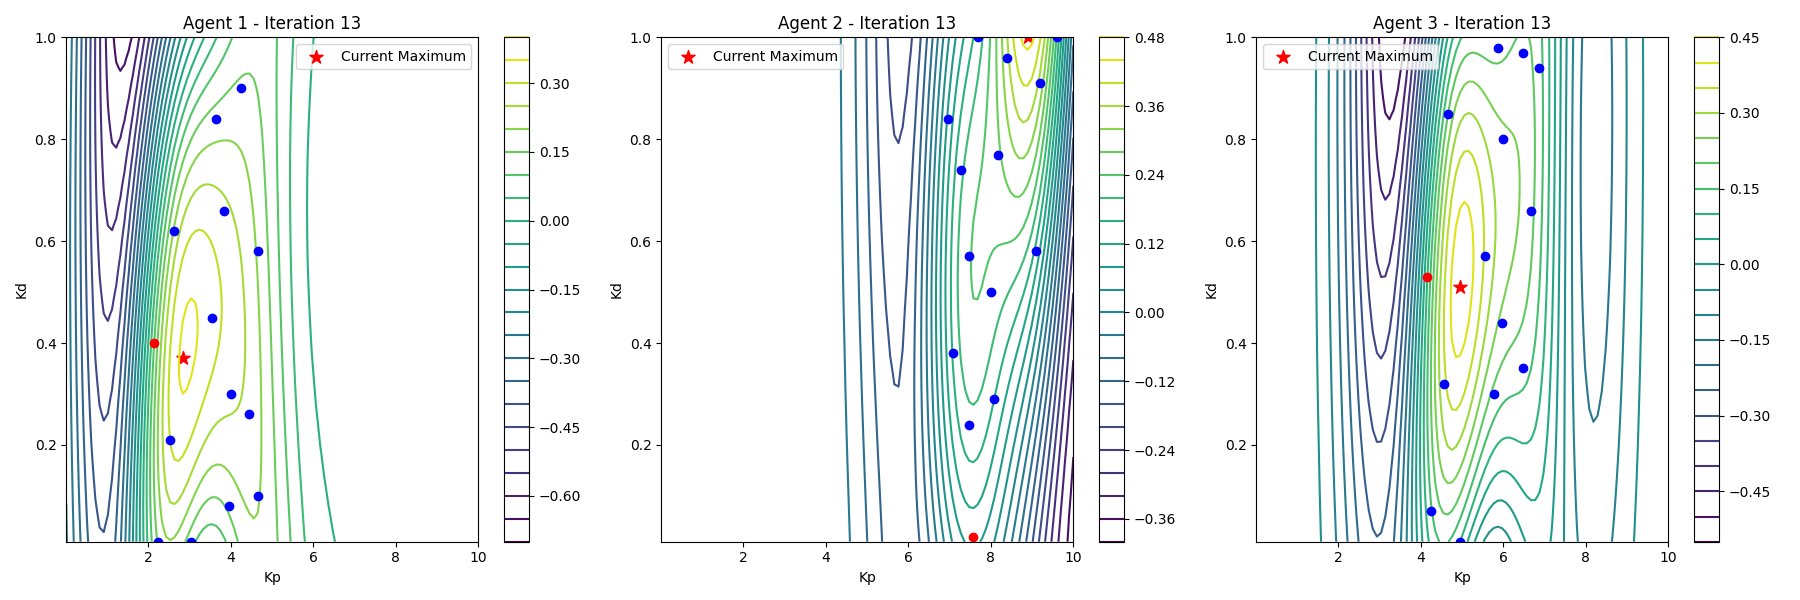 Agent 1 - Iteration 13
Current Maximum
1.0
0.8
0.6
0.4
0.2
Kd
2 4 6 8 10
Kp
0.30
0.15
0.00
−0.15
−0.30
−0.45
−0.60
Agent 2 - Iteration 13
Current Maximum
1.0
0.8
0.6
0.4
0.2
Kd
2 4 6 8 10
Kp
0.48
0.36
0.24
0.12
0.00
−0.12
−0.24
−0.36
Agent 3 - Iteration 13
Current Maximum
1.0
0.8
0.6
0.4
0.2
Kd
2 4 6 8 10
Kp
0.45
0.30
0.15
0.00
−0.15
−0.30
−0.45